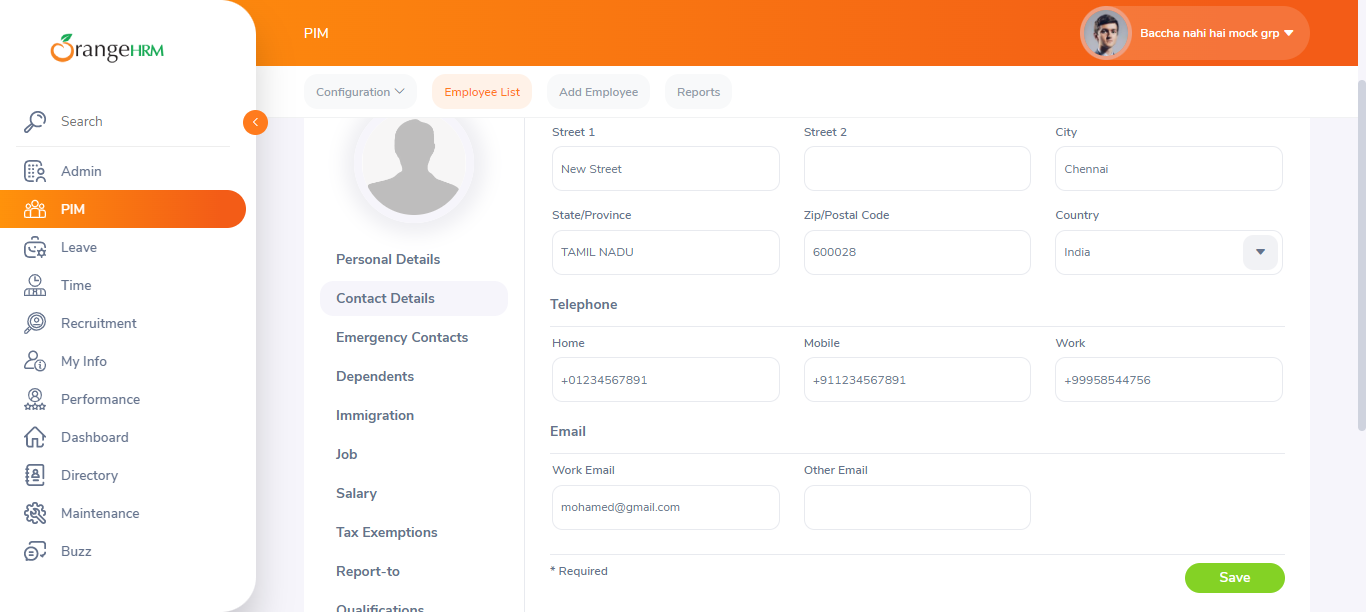 OrangeHRM
PIM
Baccha nahi hai mock grp
Configuration
Employee List
Add Employee
Reports
Search
Admin
PIM
Leave
Time
Recruitment
My Info
Performance
Dashboard
Directory
Maintenance
Buzz
Personal Details
Contact Details
Emergency Contacts
Dependents
Immigration
Job
Salary
Tax Exemptions
Report-to
Qualifications
Street 1
Street 2
City
New Street
Chennai
State/Province
Zip/Postal Code
Country
TAMIL NADU
600028
India
Telephone
Home
Mobile
Work
+01234567891
+911234567891
+99958544756
Email
Work Email
Other Email
mohamed@gmail.com
* Required
Save